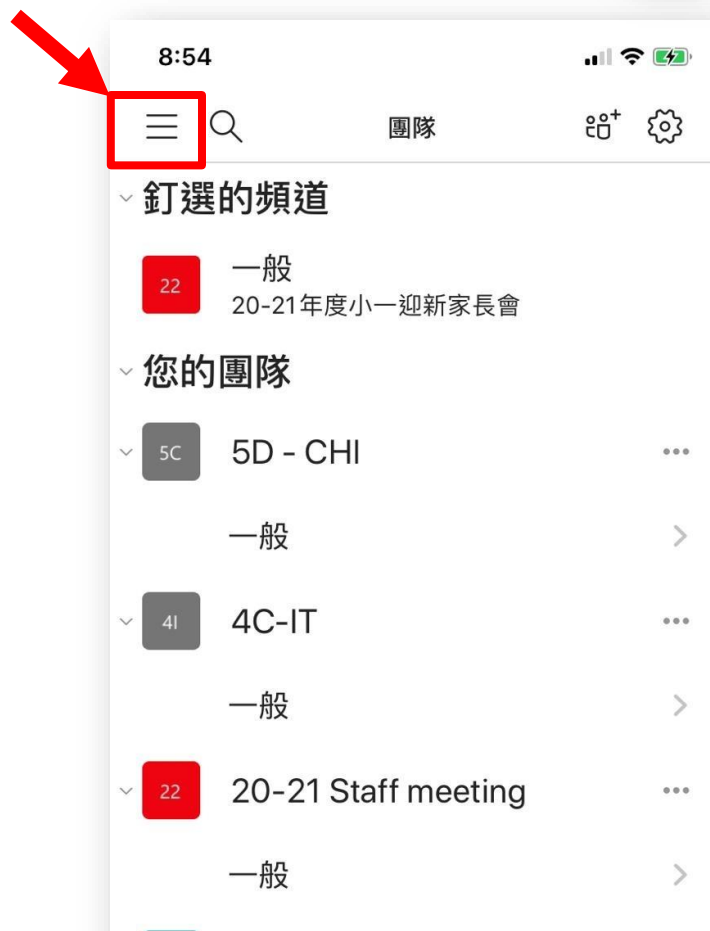 8:54
團隊
釘選的頻道
22
一般
20-21年度小一迎新家長會
您的團隊
5C
5D - CHI
一般
4I
4C-IT
一般
22
20-21 Staff meeting
一般